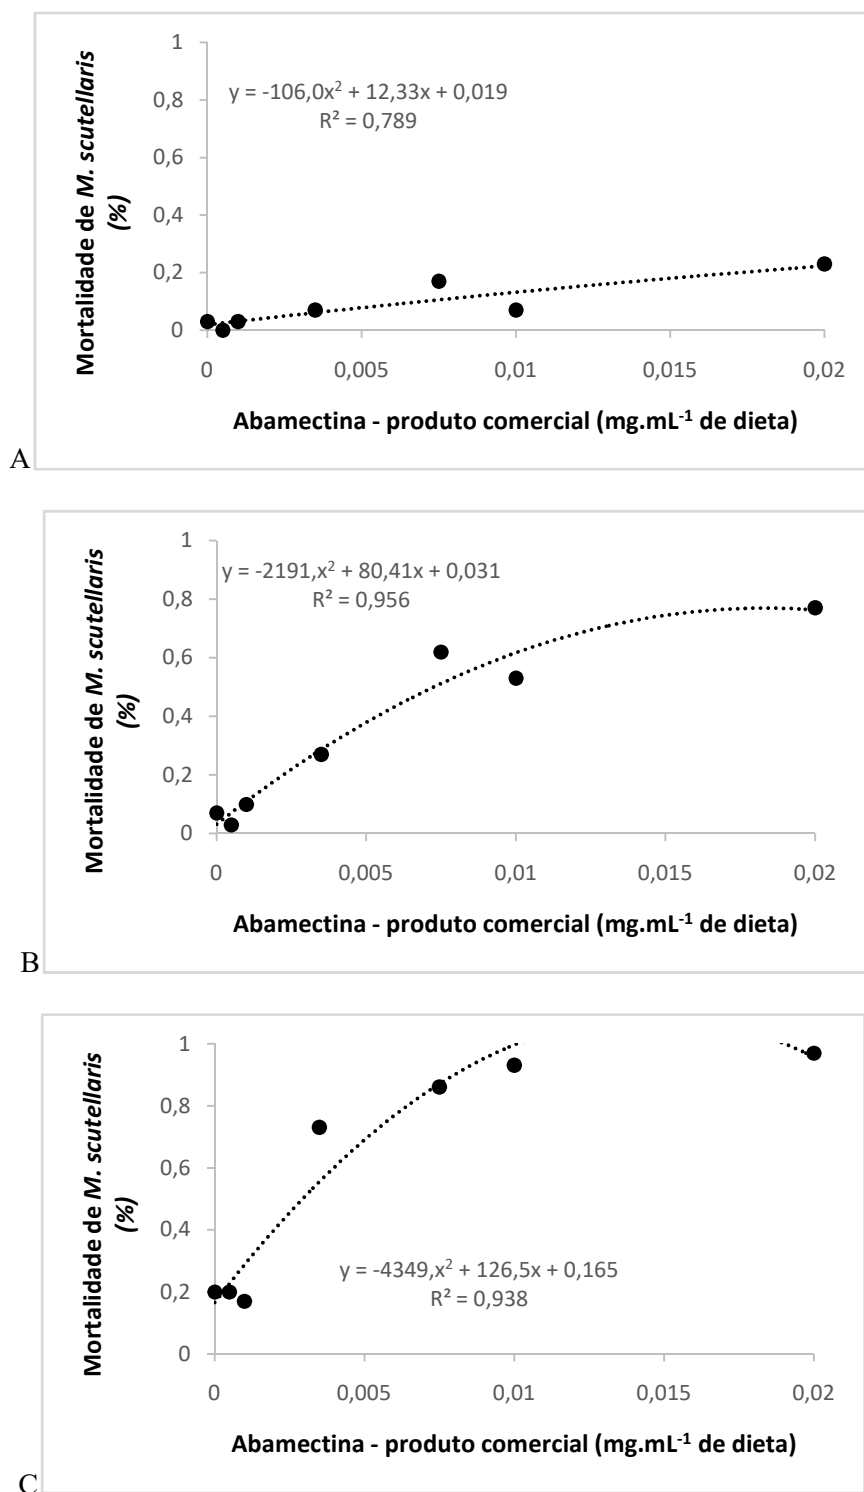 1
0,8
0,6
0,4
0,2
0
Mortalidade de M. scutellaris
(%)
y = -106,0x² + 12,33x + 0,019
R² = 0,789
0 0,005 0,01 0,015 0,02
Abamectina - produto comercial (mg.mL⁻¹ de dieta)
A
1
0,8
0,6
0,4
0,2
0
Mortalidade de M. scutellaris
(%)
y = -2191,x² + 80,41x + 0,031
R² = 0,956
0 0,005 0,01 0,015 0,02
Abamectina - produto comercial (mg.mL⁻¹ de dieta)
B
1
0,8
0,6
0,4
0,2
0
Mortalidade de M. scutellaris
(%)
y = -4349,x² + 126,5x + 0,165
R² = 0,938
0 0,005 0,01 0,015 0,02
Abamectina - produto comercial (mg.mL⁻¹ de dieta)
C